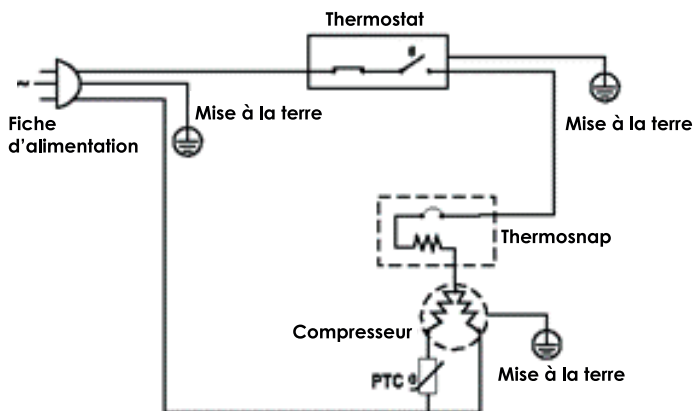 Thermostat
θ
~
Mise à la terre
Fiche
d'alimentation
Mise à la terre
Thermosnap
Compresseur
PTC θ
Mise à la terre